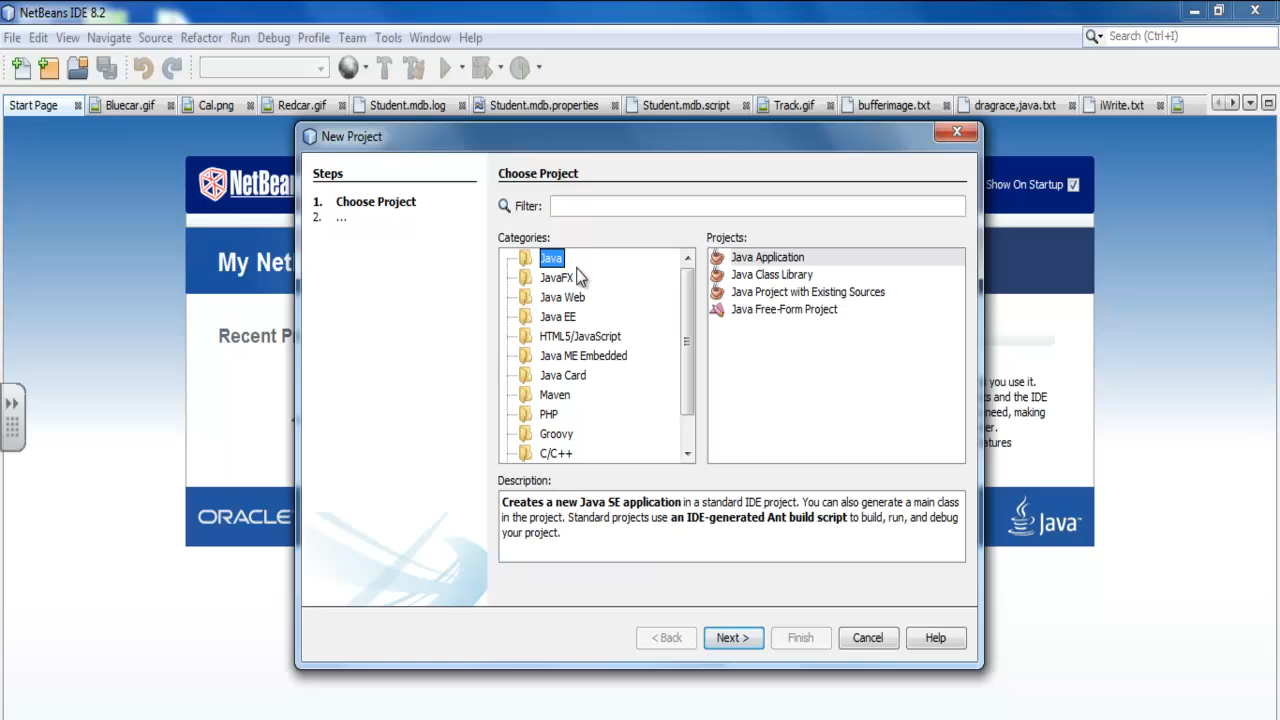 NetBeans IDE 8.2
File Edit View Navigate Source Refactor Run Debug Profile Team Tools Window Help
Search (Ctrl+I)
Start Page Bluecar.gif Cal.png Redcar.gif Student.mdb.log Student.mdb.properties Student.mdb.script Track.gif bufferimage.txt dragrace,java.txt iWrite.txt
New Project
NetBeans
Show On Startup
My Net
Recent P
you use it.
s and the IDE
need, making
er.
atures
ORACLE
Java
Steps
1. Choose Project
2. ...
Choose Project
Filter:
Categories:
Java
JavaFX
Java Web
Java EE
HTML5/JavaScript
Java ME Embedded
Java Card
Maven
PHP
Groovy
C/C++
Projects:
Java Application
Java Class Library
Java Project with Existing Sources
Java Free-Form Project
Description:
Creates a new Java SE application in a standard IDE project. You can also generate a main class
in the project. Standard projects use an IDE-generated Ant build script to build, run, and debug
your project.
< Back Next > Finish Cancel Help